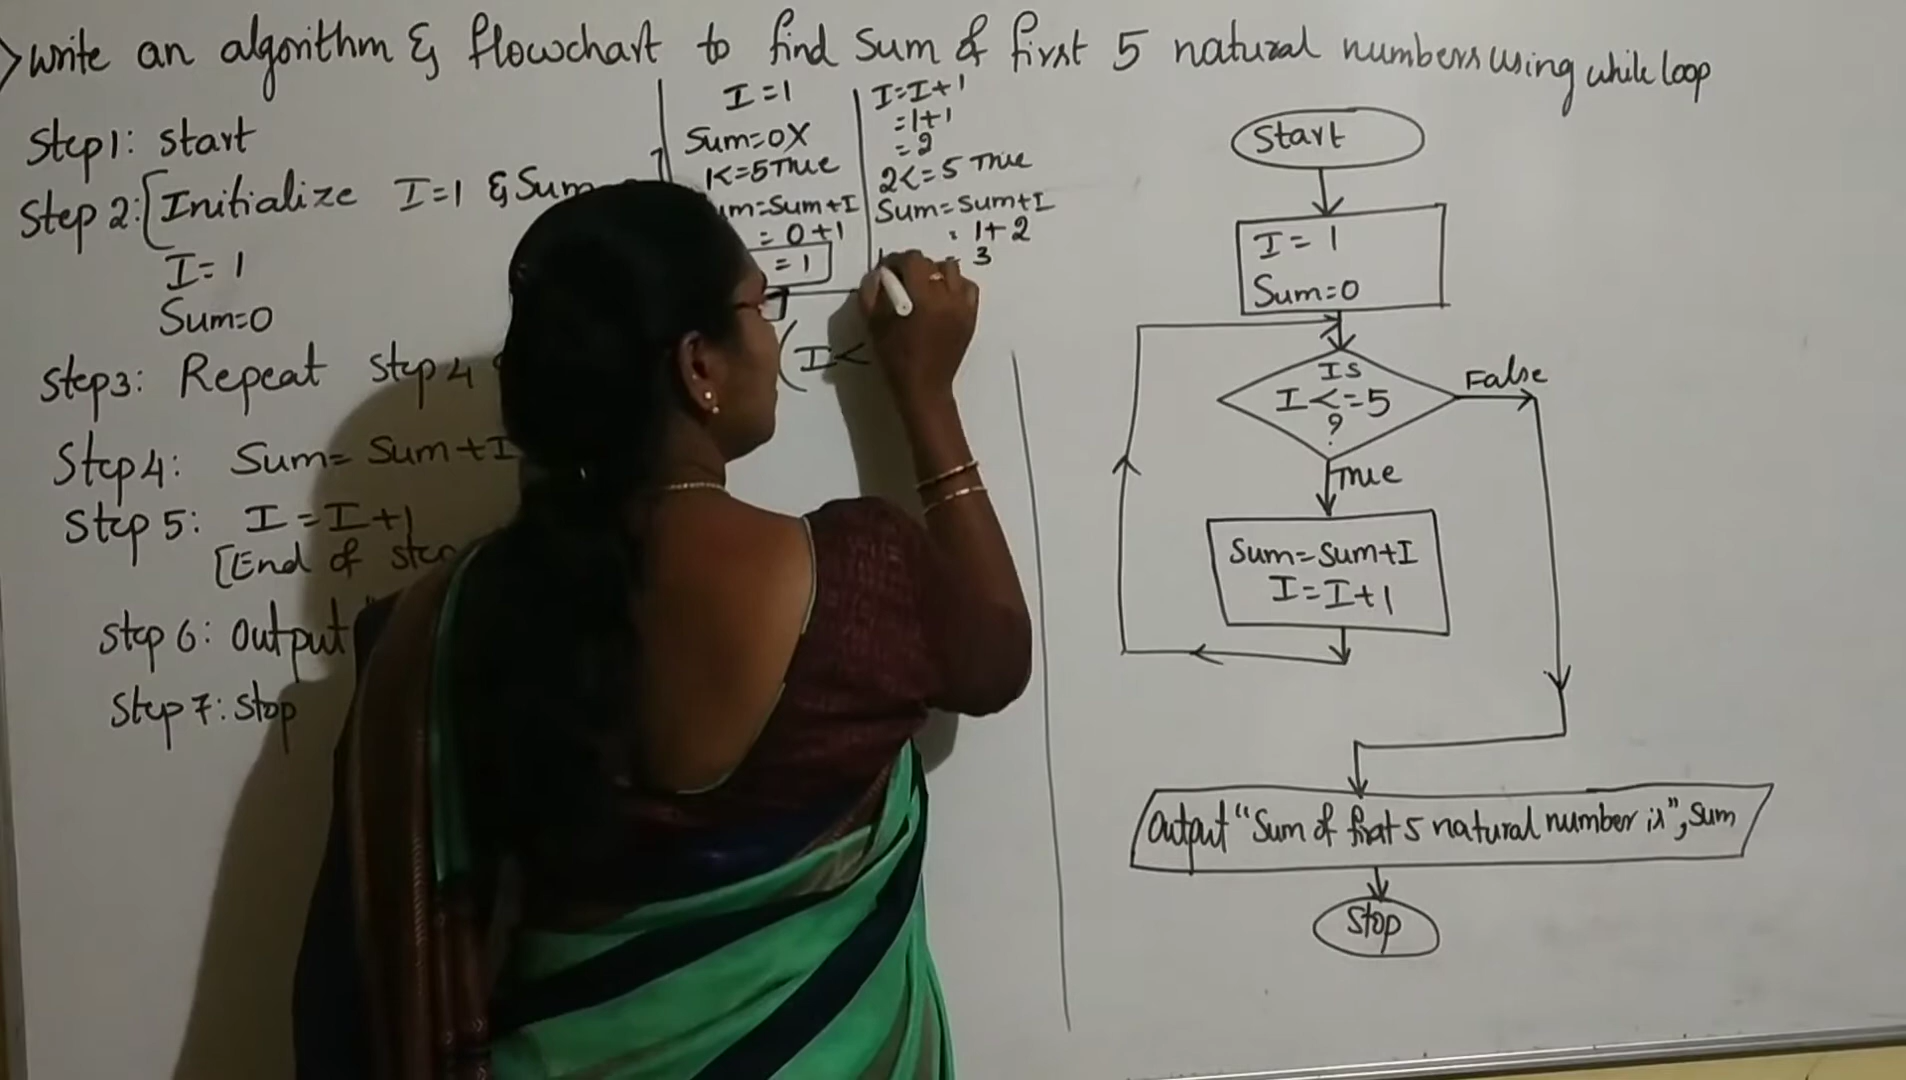 write an algorithm & flowchart to find sum of first 5 natural numbers using while loop
Step1: start
Step 2: [Initialize I=1 & Sum
I=1
Sum=0
Step3: Repeat step 4
Step4: Sum= Sum+I
Step 5: I=I+1
[End of
Step 6: output
Step 7: stop
I=1
Sum=0X
1<=5 True
=Sum+I
= 0+1
= 1
(I<
I=I+1
=1+1
=2
2<=5 True
Sum=Sum+I
= 1+2
= 3
Start
I= 1
Sum=0
Is
I<=5
?
False
True
Sum=Sum+I
I=I+1
Output "Sum of first 5 natural number is", Sum
Stop